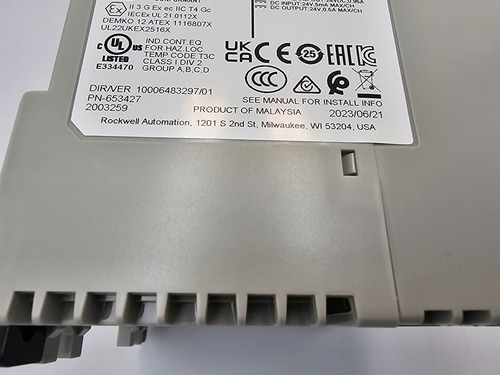 II 3 G Ex ec IIC T4 Gc
IECEx UL 21.0112X
DEMKO 12 ATEX 1116807X
UL22UKEX2516X
DC INPUT:24V,5mA MAX/CH
DC OUTPUT:24V,0.5A MAX/CH
c UL US
LISTED
E334470
IND.CONT.EQ.
FOR HAZ.LOC
TEMP CODE T3C
CLASS I DIV 2
GROUP A,B,C,D
UK
CA
CE
25
EAC
CCC
DIR/VER 10006483297/01
PN-653427
2003259
SEE MANUAL FOR INSTALL INFO
PRODUCT OF MALAYSIA
2023/06/21
Rockwell Automation, 1201 S 2nd St, Milwaukee, WI 53204, USA